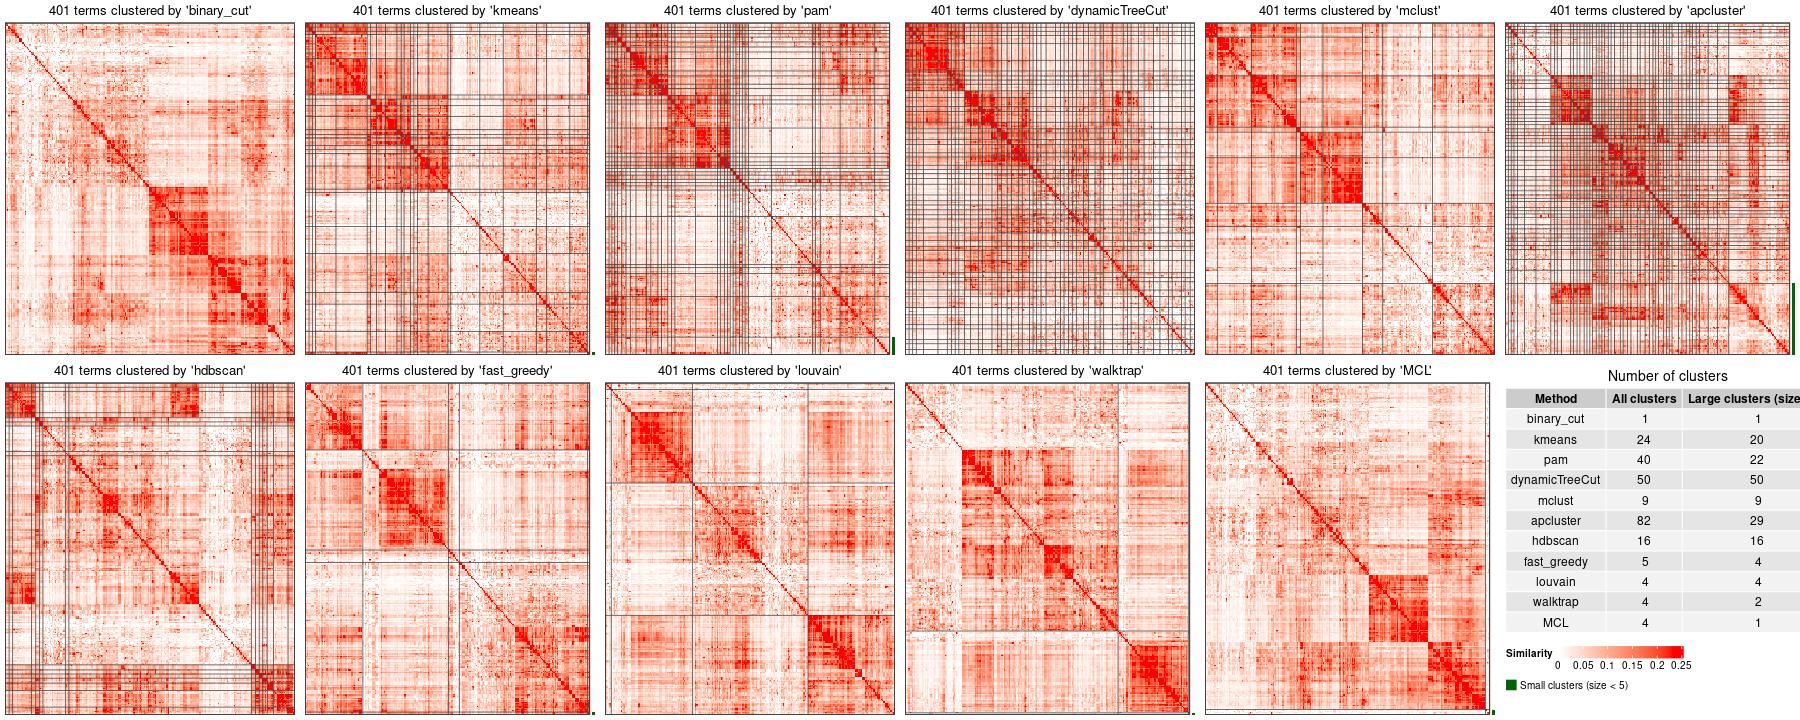 401 terms clustered by 'binary_cut'
401 terms clustered by 'kmeans'
401 terms clustered by 'pam'
401 terms clustered by 'dynamicTreeCut'
401 terms clustered by 'mclust'
401 terms clustered by 'apcluster'
401 terms clustered by 'hdbscan'
401 terms clustered by 'fast_greedy'
401 terms clustered by 'louvain'
401 terms clustered by 'walktrap'
401 terms clustered by 'MCL'
Number of clusters
Method All clusters Large clusters (size
binary_cut 1 1
kmeans 24 20
pam 40 22
dynamicTreeCut 50 50
mclust 9 9
apcluster 82 29
hdbscan 16 16
fast_greedy 5 4
louvain 4 4
walktrap 4 2
MCL 4 1
Similarity
0 0.05 0.1 0.15 0.2 0.25
Small clusters (size < 5)